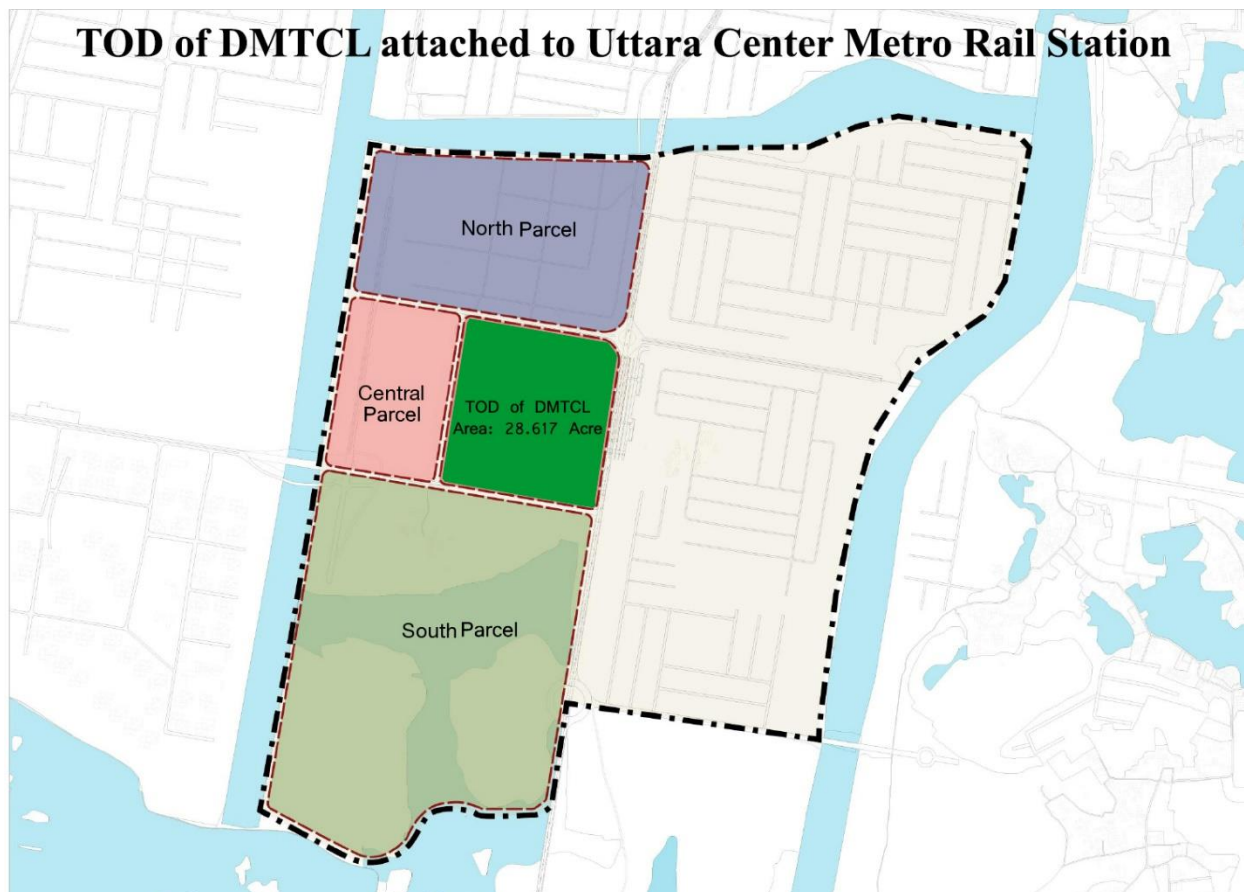 TOD of DMTCL attached to Uttara Center Metro Rail Station
North Parcel
Central
Parcel
TOD of DMTCL
Area: 28.617 Acre
South Parcel